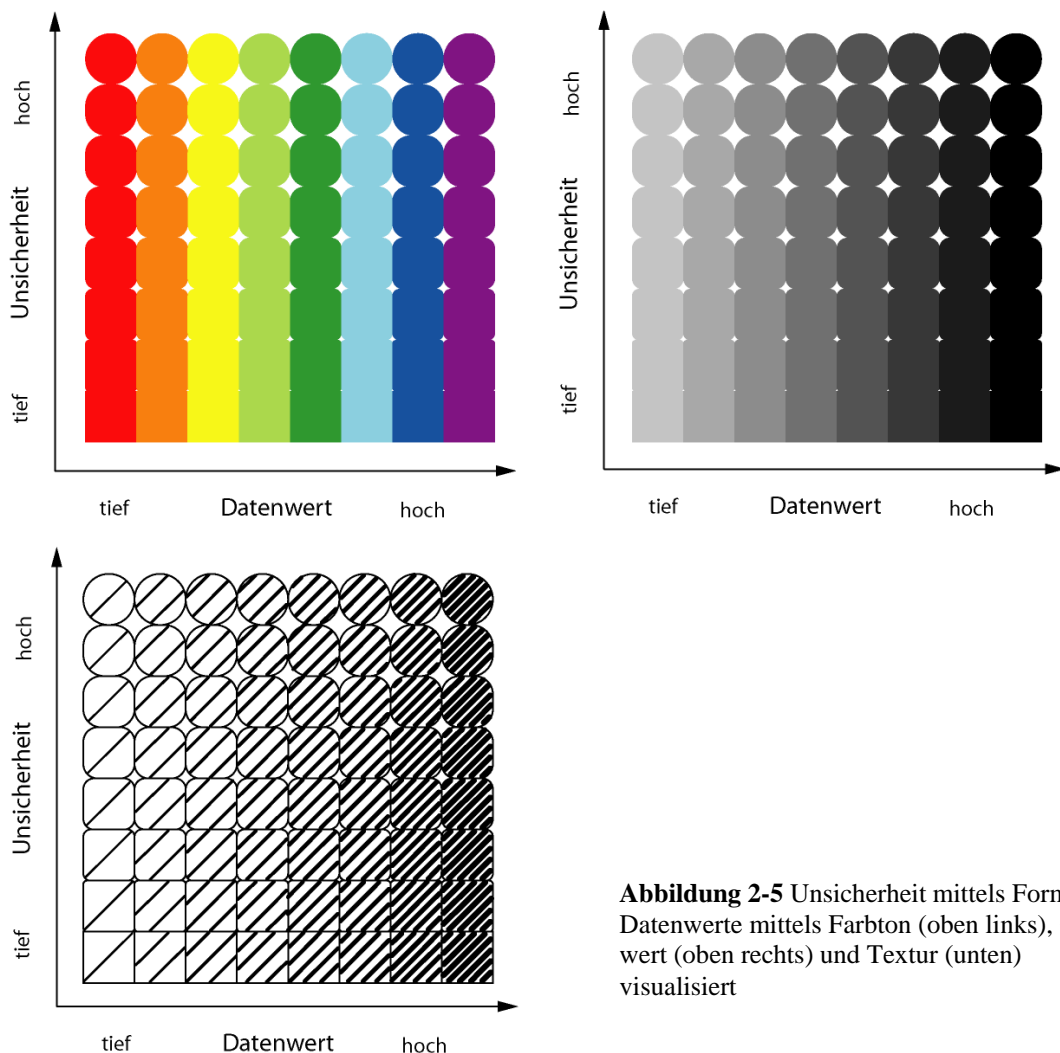 hoch
Unsicherheit
tief
tief Datenwert hoch
hoch
Unsicherheit
tief
tief Datenwert hoch
hoch
Unsicherheit
tief
tief Datenwert hoch
Abbildung 2-5 Unsicherheit mittels Form
Datenwerte mittels Farbton (oben links),
wert (oben rechts) und Textur (unten)
visualisiert